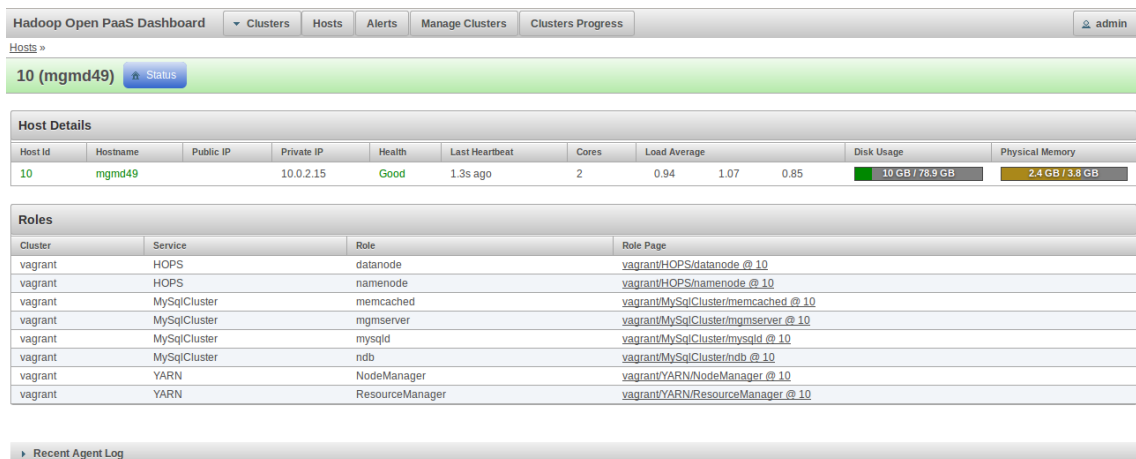 Hadoop Open PaaS Dashboard Clusters Hosts Alerts Manage Clusters Clusters Progress admin
Hosts »
10 (mgmd49) Status
Host Details
Host Id Hostname Public IP Private IP Health Last Heartbeat Cores Load Average Disk Usage Physical Memory
10 mgmd49 10.0.2.15 Good 1.3s ago 2 0.94 1.07 0.85 10 GB / 78.9 GB 2.4 GB / 3.8 GB
Roles
Cluster Service Role Role Page
vagrant HOPS datanode vagrant/HOPS/datanode @ 10
vagrant HOPS namenode vagrant/HOPS/namenode @ 10
vagrant MySqlCluster memcached vagrant/MySqlCluster/memcached @ 10
vagrant MySqlCluster mgmserver vagrant/MySqlCluster/mgmserver @ 10
vagrant MySqlCluster mysqld vagrant/MySqlCluster/mysqld @ 10
vagrant MySqlCluster ndb vagrant/MySqlCluster/ndb @ 10
vagrant YARN NodeManager vagrant/YARN/NodeManager @ 10
vagrant YARN ResourceManager vagrant/YARN/ResourceManager @ 10
Recent Agent Log